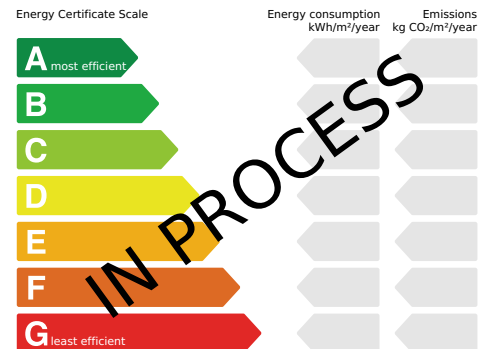 Energy Certificate Scale
Energy consumption
kWh/m²/year
Emissions
kg CO₂/m²/year
A most efficient
B
C
D
E
F
G least efficient
IN PROCESS